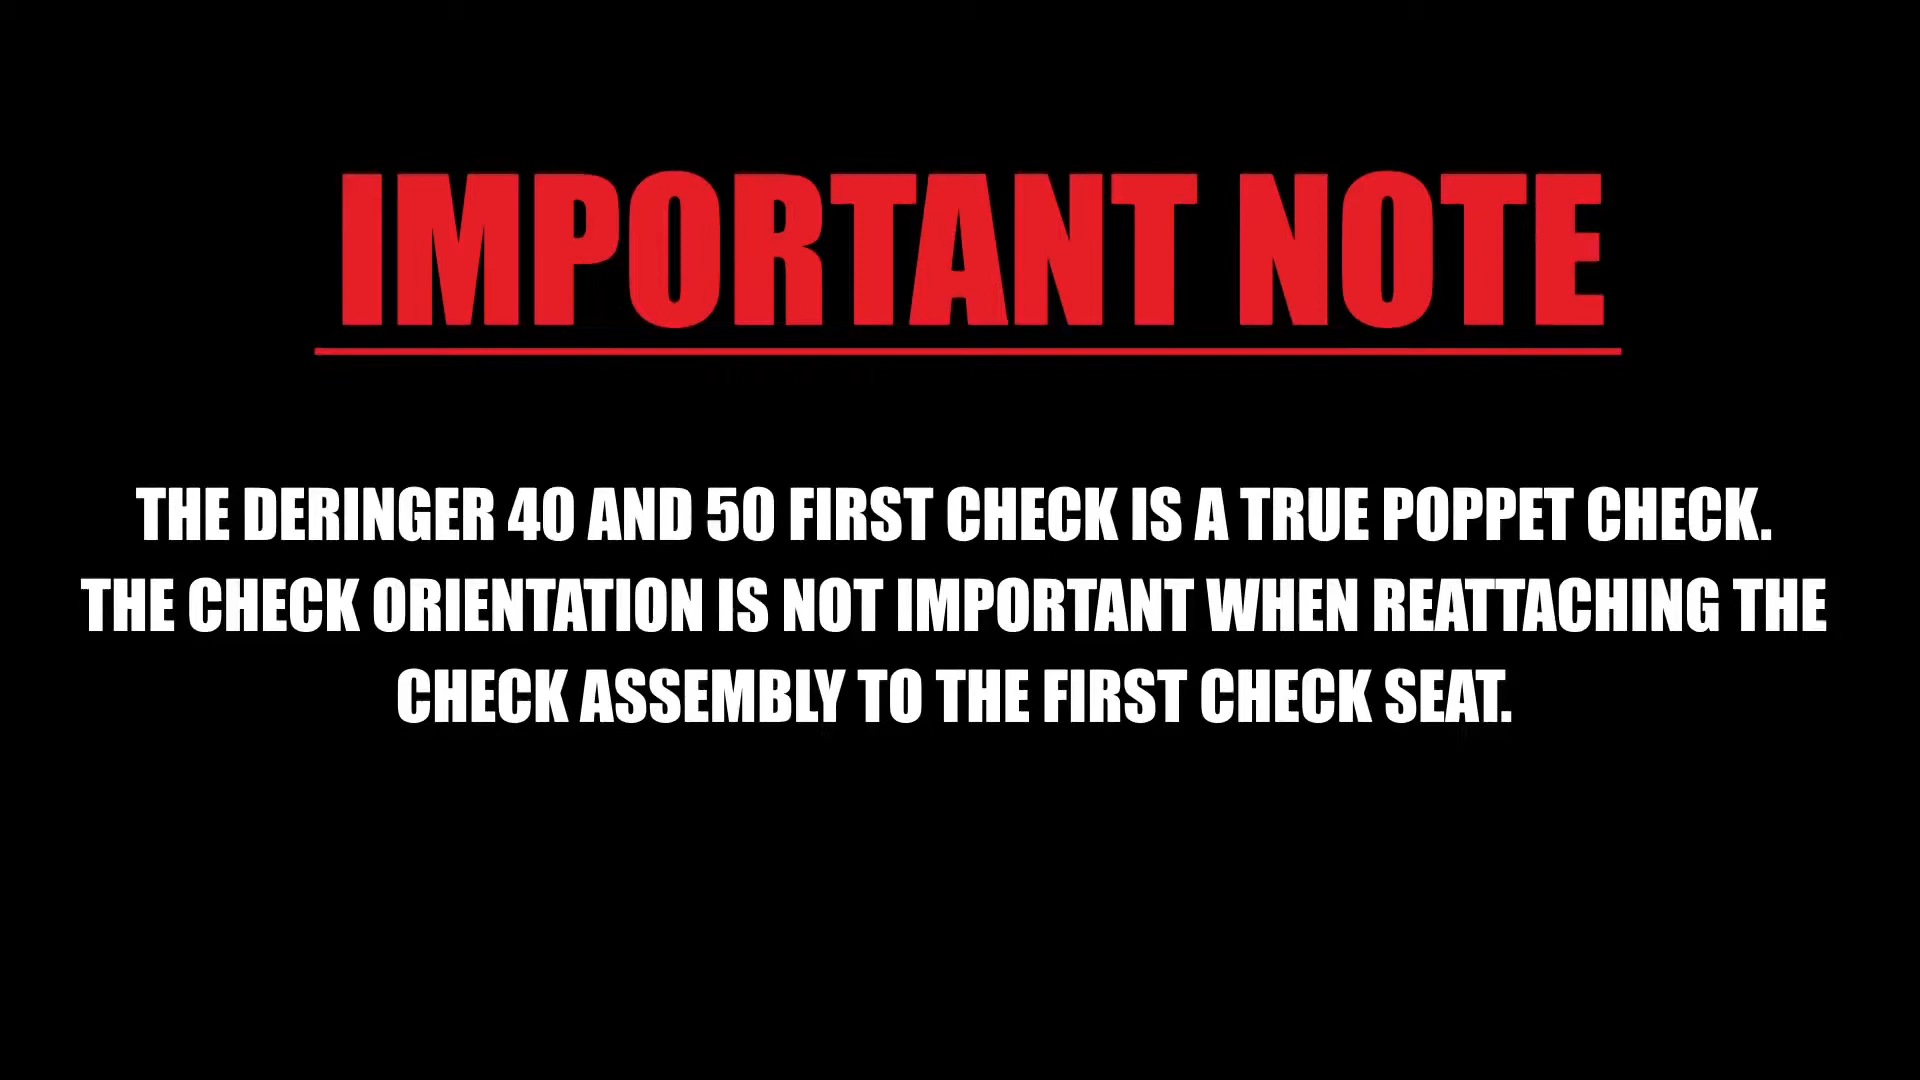 IMPORTANT NOTE
THE DERINGER 40 AND 50 FIRST CHECK IS A TRUE POPPET CHECK.
THE CHECK ORIENTATION IS NOT IMPORTANT WHEN REATTACHING THE
CHECK ASSEMBLY TO THE FIRST CHECK SEAT.